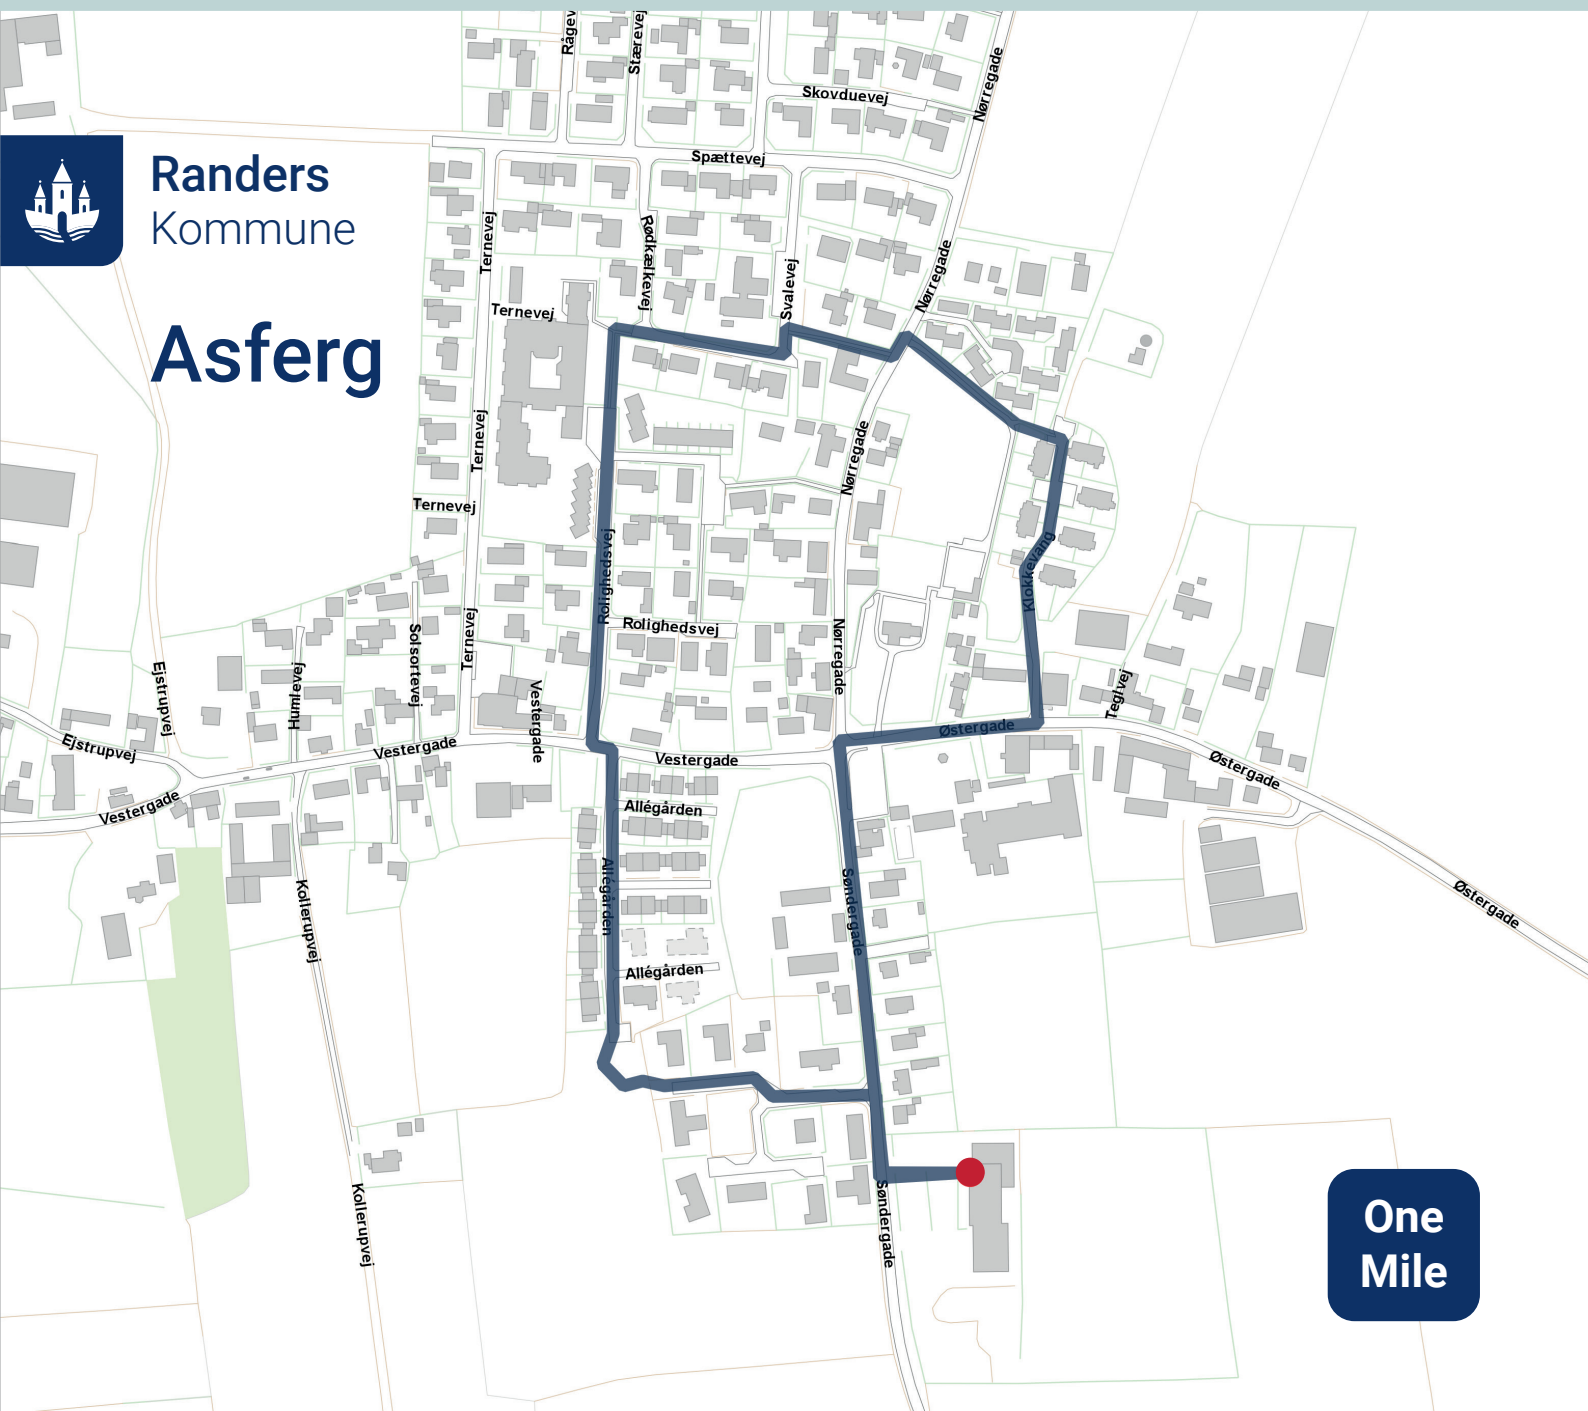 Rågev
Stærevej
Nørregade
Skovduevej
Spættevej
Randers
Kommune
Ternevej
Rødkælkevej
Svalevej
Nørregade
Ternevej
Asferg
Ternevej
Nørregade
Ternevej
Rolighedsvej
Klokkevang
Rolighedsvej
Ternevej
Solsortevej
Nørregade
Ejstrupvej
Humlevej
Vestergade
Teglvej
Østergade
Ejstrupvej
Vestergade
Vestergade
Østergade
Vestergade
Allégården
Allégården
Søndergade
Kollerupvej
Østergade
Allégården
Kollerupvej
Søndergade
One
Mile